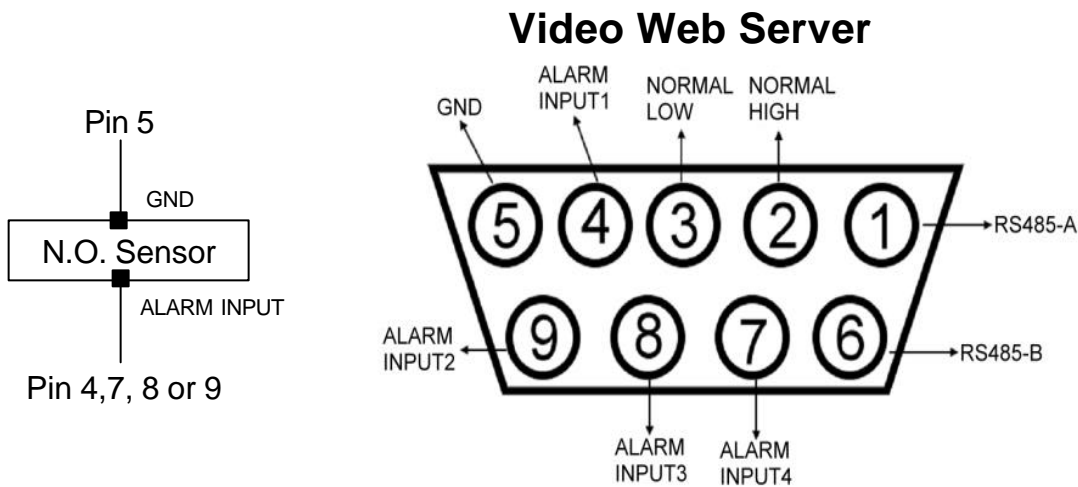 Video Web Server
Pin 5
GND
N.O. Sensor
ALARM INPUT
Pin 4,7, 8 or 9
GND
ALARM
INPUT1
NORMAL
LOW
NORMAL
HIGH
5
4
3
2
1
RS485-A
ALARM
INPUT2
9
8
7
6
RS485-B
ALARM
INPUT3
ALARM
INPUT4